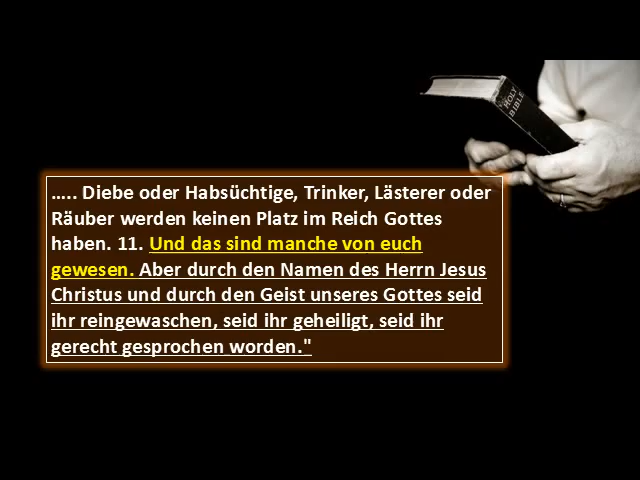 HOLY
BIBLE
….. Diebe oder Habsüchtige, Trinker, Lästerer oder
Räuber werden keinen Platz im Reich Gottes
haben. 11. Und das sind manche von euch
gewesen. Aber durch den Namen des Herrn Jesus
Christus und durch den Geist unseres Gottes seid
ihr reingewaschen, seid ihr geheiligt, seid ihr
gerecht gesprochen worden."